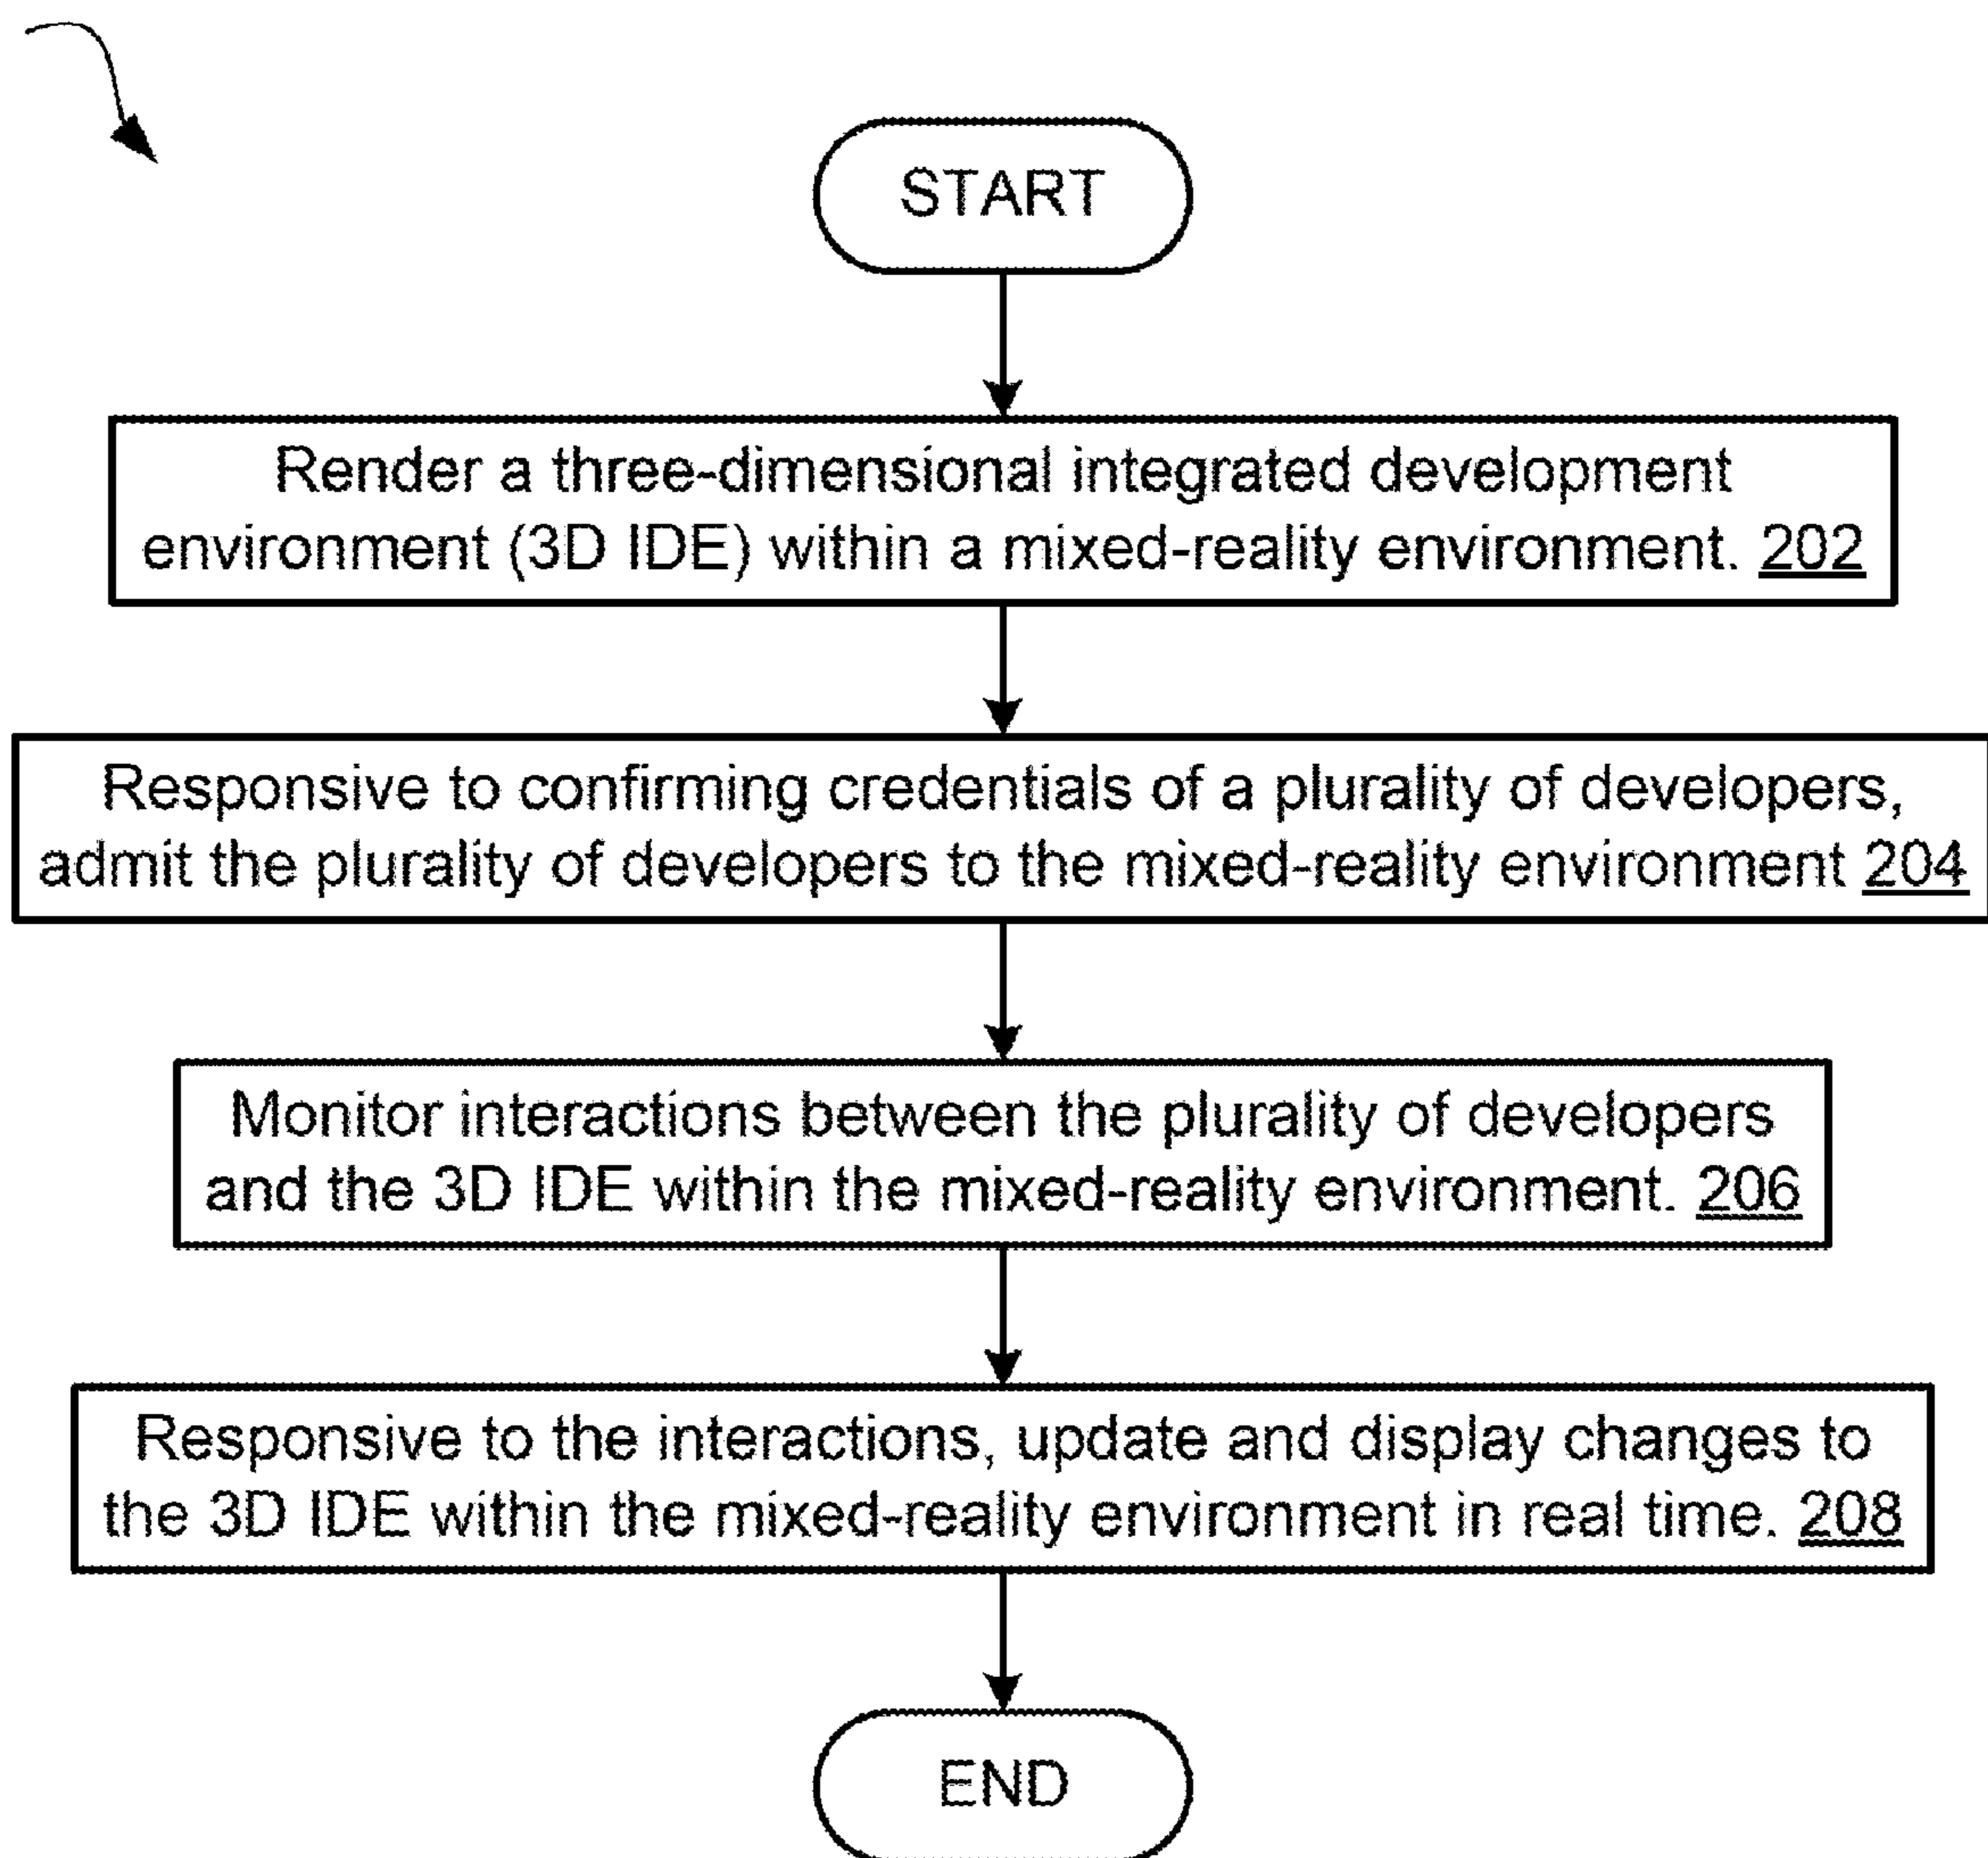 START
Render a three-dimensional integrated development
environment (3D IDE) within a mixed-reality environment. 202
Responsive to confirming credentials of a plurality of developers,
admit the plurality of developers to the mixed-reality environment 204
Monitor interactions between the plurality of developers
and the 3D IDE within the mixed-reality environment. 206
Responsive to the interactions, update and display changes to
the 3D IDE within the mixed-reality environment in real time. 208
END